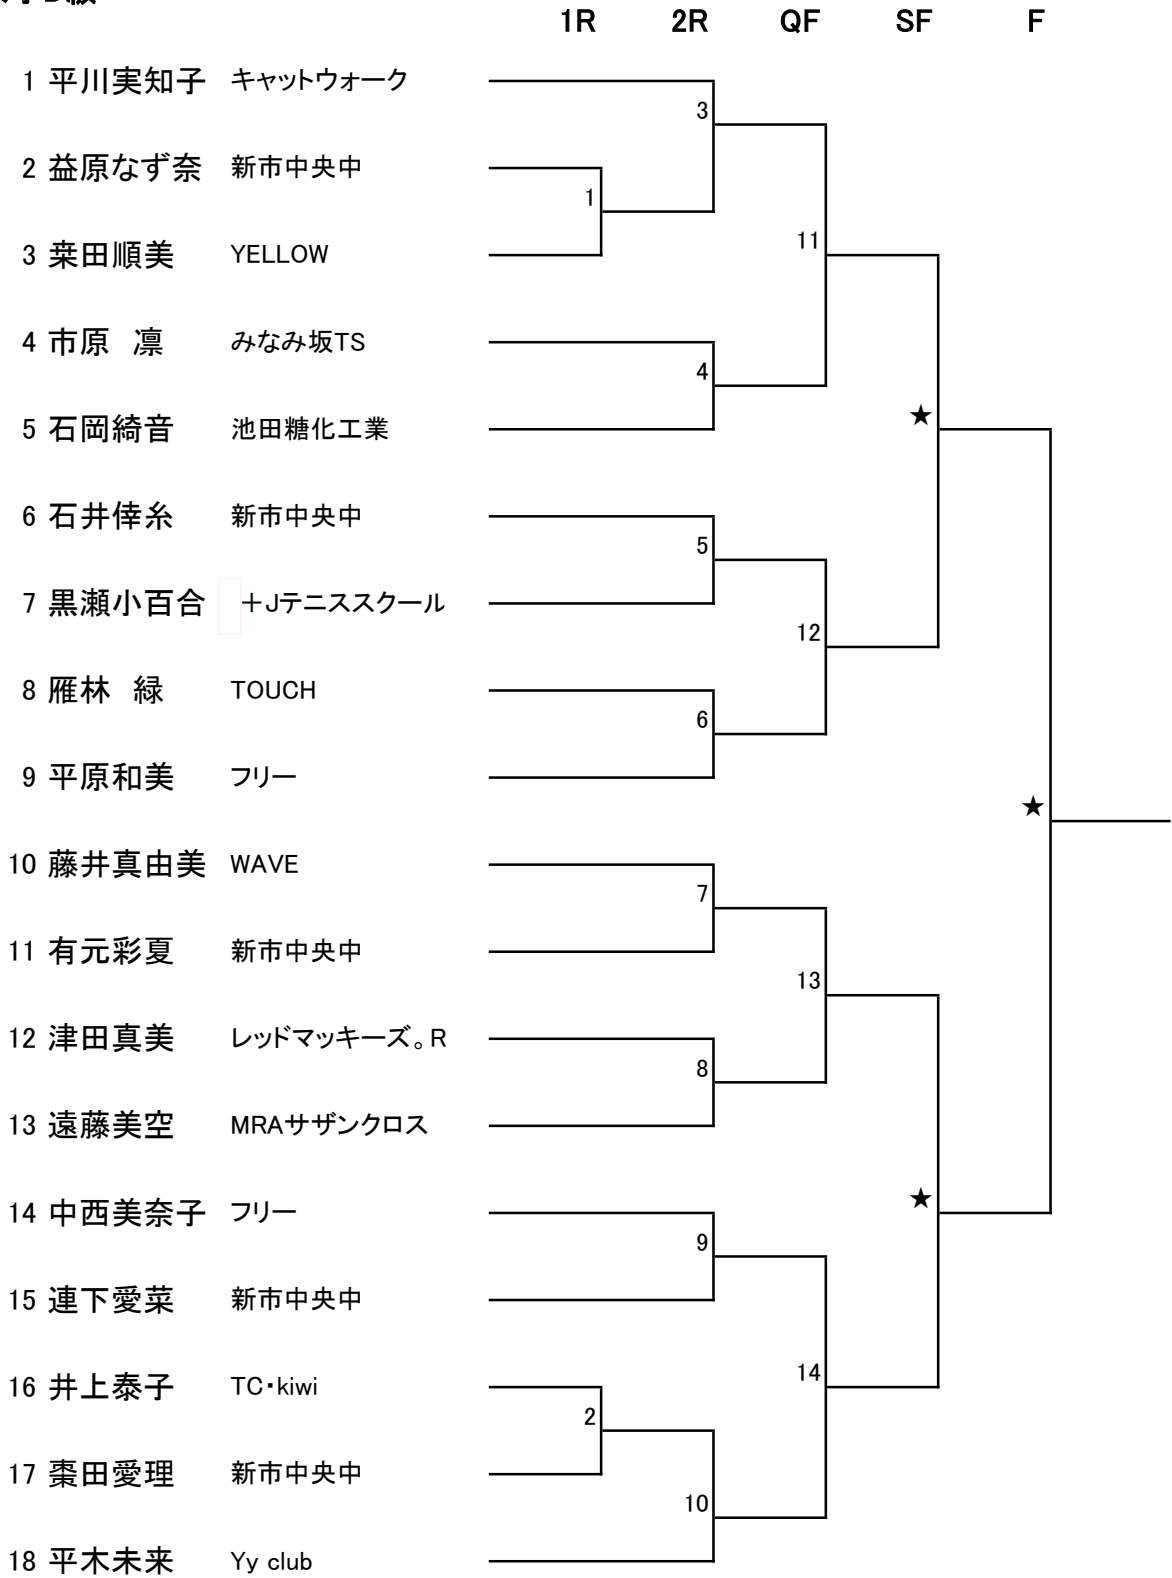 1R 2R QF SF F
1 平川実知子 キャットウォーク
3
2 益原なず奈 新市中央中
1
3 桒田順美 YELLOW
11
4 市原 凛 みなみ坂TS
4
5 石岡綺音 池田糖化工業
★
6 石井倖糸 新市中央中
5
7 黒瀬小百合 +Jテニススクール
12
8 雁林 緑 TOUCH
6
9 平原和美 フリー
★
10 藤井真由美 WAVE
7
11 有元彩夏 新市中央中
13
12 津田真美 レッドマッキーズ。R
8
13 遠藤美空 MRAサザンクロス
14 中西美奈子 フリー
★
9
15 連下愛菜 新市中央中
14
16 井上泰子 TC・kiwi
2
17 棗田愛理 新市中央中
10
18 平木未来 Yy club